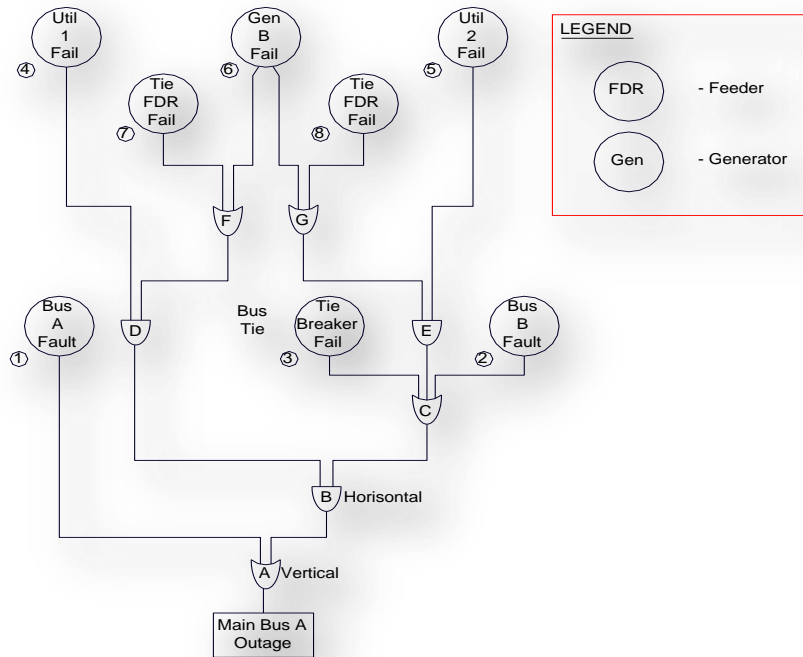 Util
1
Fail
4
Gen
B
Fail
6
Util
2
Fail
5
Tie
FDR
Fail
7
Tie
FDR
Fail
8
F
G
Bus
A
Fault
1
D
Bus
Tie
Tie
Breaker
Fail
3
E
Bus
B
Fault
2
C
B
Horisontal
A
Vertical
Main Bus A
Outage
LEGEND
FDR
- Feeder
Gen
- Generator